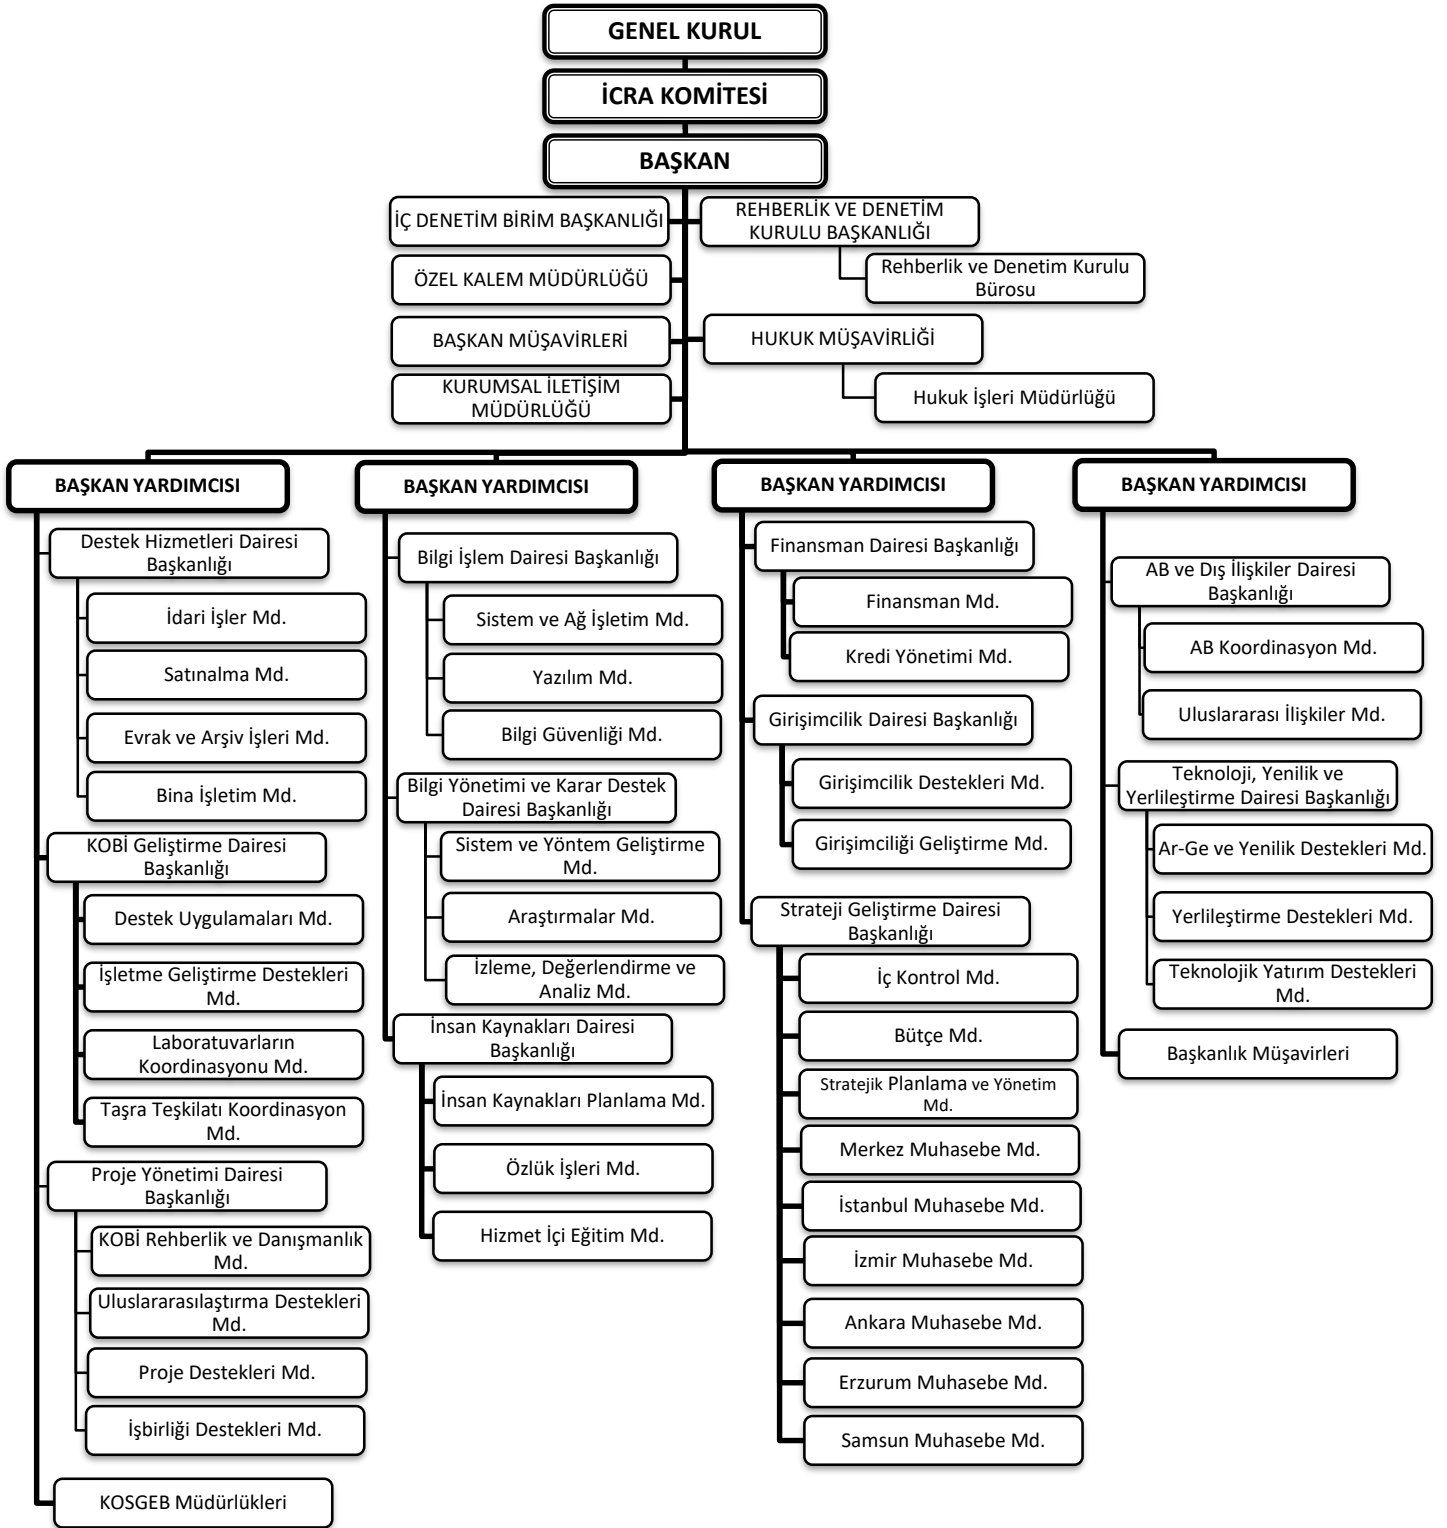 GENEL KURUL
İCRA KOMİTESİ
BAŞKAN
İÇ DENETİM BİRİM BAŞKANLIĞI
REHBERLİK VE DENETİM
KURULU BAŞKANLIĞI
Rehberlik ve Denetim Kurulu
Bürosu
ÖZEL KALEM MÜDÜRLÜĞÜ
BAŞKAN MÜŞAVİRLERİ
HUKUK MÜŞAVİRLİĞİ
KURUMSAL İLETİŞİM
MÜDÜRLÜĞÜ
Hukuk İşleri Müdürlüğü
BAŞKAN YARDIMCISI
Destek Hizmetleri Dairesi
Başkanlığı
İdari İşler Md.
Satınalma Md.
Evrak ve Arşiv İşleri Md.
Bina İşletim Md.
KOBİ Geliştirme Dairesi
Başkanlığı
Destek Uygulamaları Md.
İşletme Geliştirme Destekleri
Md.
Laboratuvarların
Koordinasyonu Md.
Taşra Teşkilatı Koordinasyon
Md.
Proje Yönetimi Dairesi
Başkanlığı
KOBİ Rehberlik ve Danışmanlık
Md.
Uluslararasılaştırma Destekleri
Md.
Proje Destekleri Md.
İşbirliği Destekleri Md.
KOSGEB Müdürlükleri
BAŞKAN YARDIMCISI
Bilgi İşlem Dairesi Başkanlığı
Sistem ve Ağ İşletim Md.
Yazılım Md.
Bilgi Güvenliği Md.
Bilgi Yönetimi ve Karar Destek
Dairesi Başkanlığı
Sistem ve Yöntem Geliştirme
Md.
Araştırmalar Md.
İzleme, Değerlendirme ve
Analiz Md.
İnsan Kaynakları Dairesi
Başkanlığı
İnsan Kaynakları Planlama Md.
Özlük İşleri Md.
Hizmet İçi Eğitim Md.
BAŞKAN YARDIMCISI
Finansman Dairesi Başkanlığı
Finansman Md.
Kredi Yönetimi Md.
Girişimcilik Dairesi Başkanlığı
Girişimcilik Destekleri Md.
Girişimciliği Geliştirme Md.
Strateji Geliştirme Dairesi
Başkanlığı
İç Kontrol Md.
Bütçe Md.
Stratejik Planlama ve Yönetim
Md.
Merkez Muhasebe Md.
İstanbul Muhasebe Md.
İzmir Muhasebe Md.
Ankara Muhasebe Md.
Erzurum Muhasebe Md.
Samsun Muhasebe Md.
BAŞKAN YARDIMCISI
AB ve Dış İlişkiler Dairesi
Başkanlığı
AB Koordinasyon Md.
Uluslararası İlişkiler Md.
Teknoloji, Yenilik ve
Yerlileştirme Dairesi Başkanlığı
Ar-Ge ve Yenilik Destekleri Md.
Yerlileştirme Destekleri Md.
Teknolojik Yatırım Destekleri
Md.
Başkanlık Müşavirleri